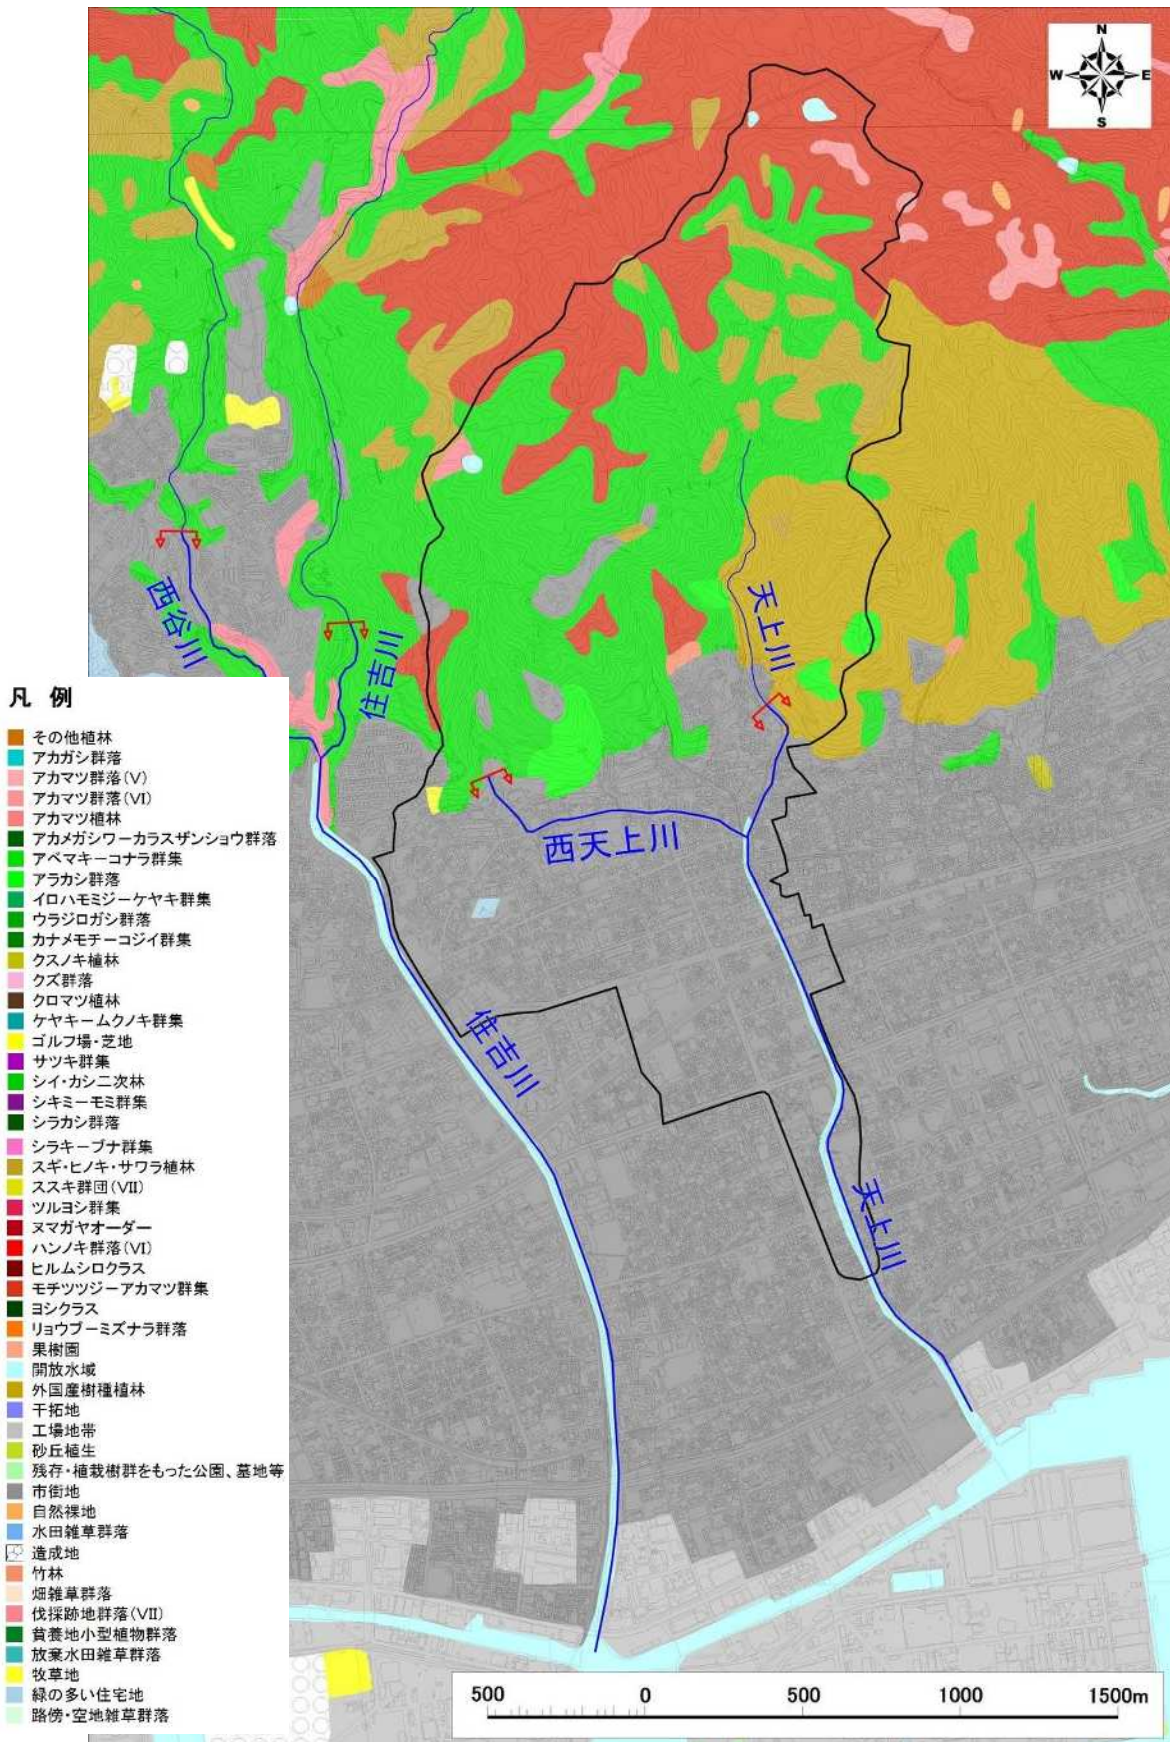 N
W E
S
西谷川
住吉川
天上川
西天上川
住吉川
天上川
凡 例
その他植林
アカガシ群落
アカマツ群落(V)
アカマツ群落(VI)
アカマツ植林
アカメガシワーカラスザンショウ群落
アベマキーコナラ群集
アラカシ群落
イロハモミジーケヤキ群集
ウラジロガシ群落
カナメモチーコジイ群集
クスノキ植林
クズ群落
クロマツ植林
ケヤキームクノキ群集
ゴルフ場・芝地
サツキ群集
シイ・カシ二次林
シキミーモミ群集
シラカシ群落
シラキーブナ群集
スギ・ヒノキ・サワラ植林
ススキ群団(VII)
ツルヨシ群集
ヌマガヤオーダー
ハンノキ群落(VI)
ヒルムシロクラス
モチツツジーアカマツ群集
ヨシクラス
リョウブーミズナラ群落
果樹園
開放水域
外国産樹種植林
干拓地
工場地帯
砂丘植生
残存・植栽樹群をもった公園、墓地等
市街地
自然裸地
水田雑草群落
造成地
竹林
畑雑草群落
伐採跡地群落(VII)
貧養地小型植物群落
放棄水田雑草群落
牧草地
緑の多い住宅地
路傍・空地雑草群落
500 0 500 1000 1500m